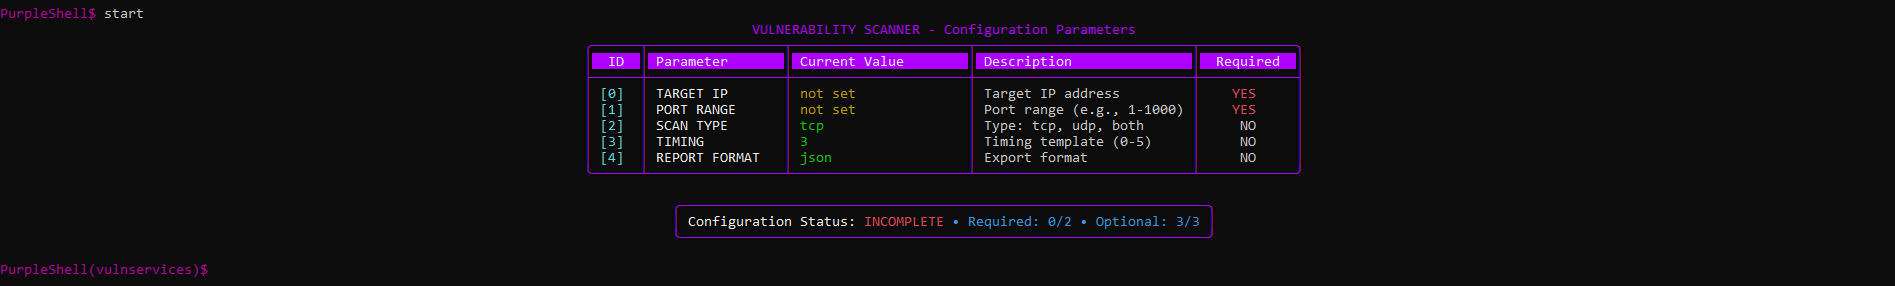 PurpleShell$ start
VULNERABILITY SCANNER - Configuration Parameters
ID Parameter Current Value Description Required
[0] TARGET IP not set Target IP address YES
[1] PORT RANGE not set Port range (e.g., 1-1000) YES
[2] SCAN TYPE tcp Type: tcp, udp, both NO
[3] TIMING 3 Timing template (0-5) NO
[4] REPORT FORMAT json Export format NO
Configuration Status: INCOMPLETE • Required: 0/2 • Optional: 3/3
PurpleShell(vulnservices)$